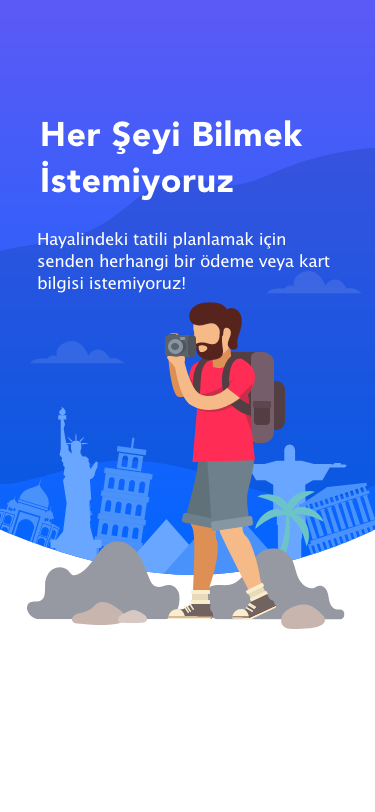 Her Şeyi Bilmek
İstemiyoruz
Hayalindeki tatili planlamak için
senden herhangi bir ödeme veya kart
bilgisi istemiyoruz!